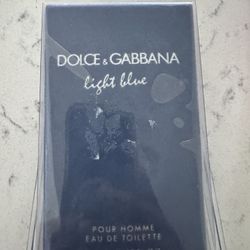 DOLCE & GABBANA
light blue
POUR HOMME
EAU DE TOILETTE